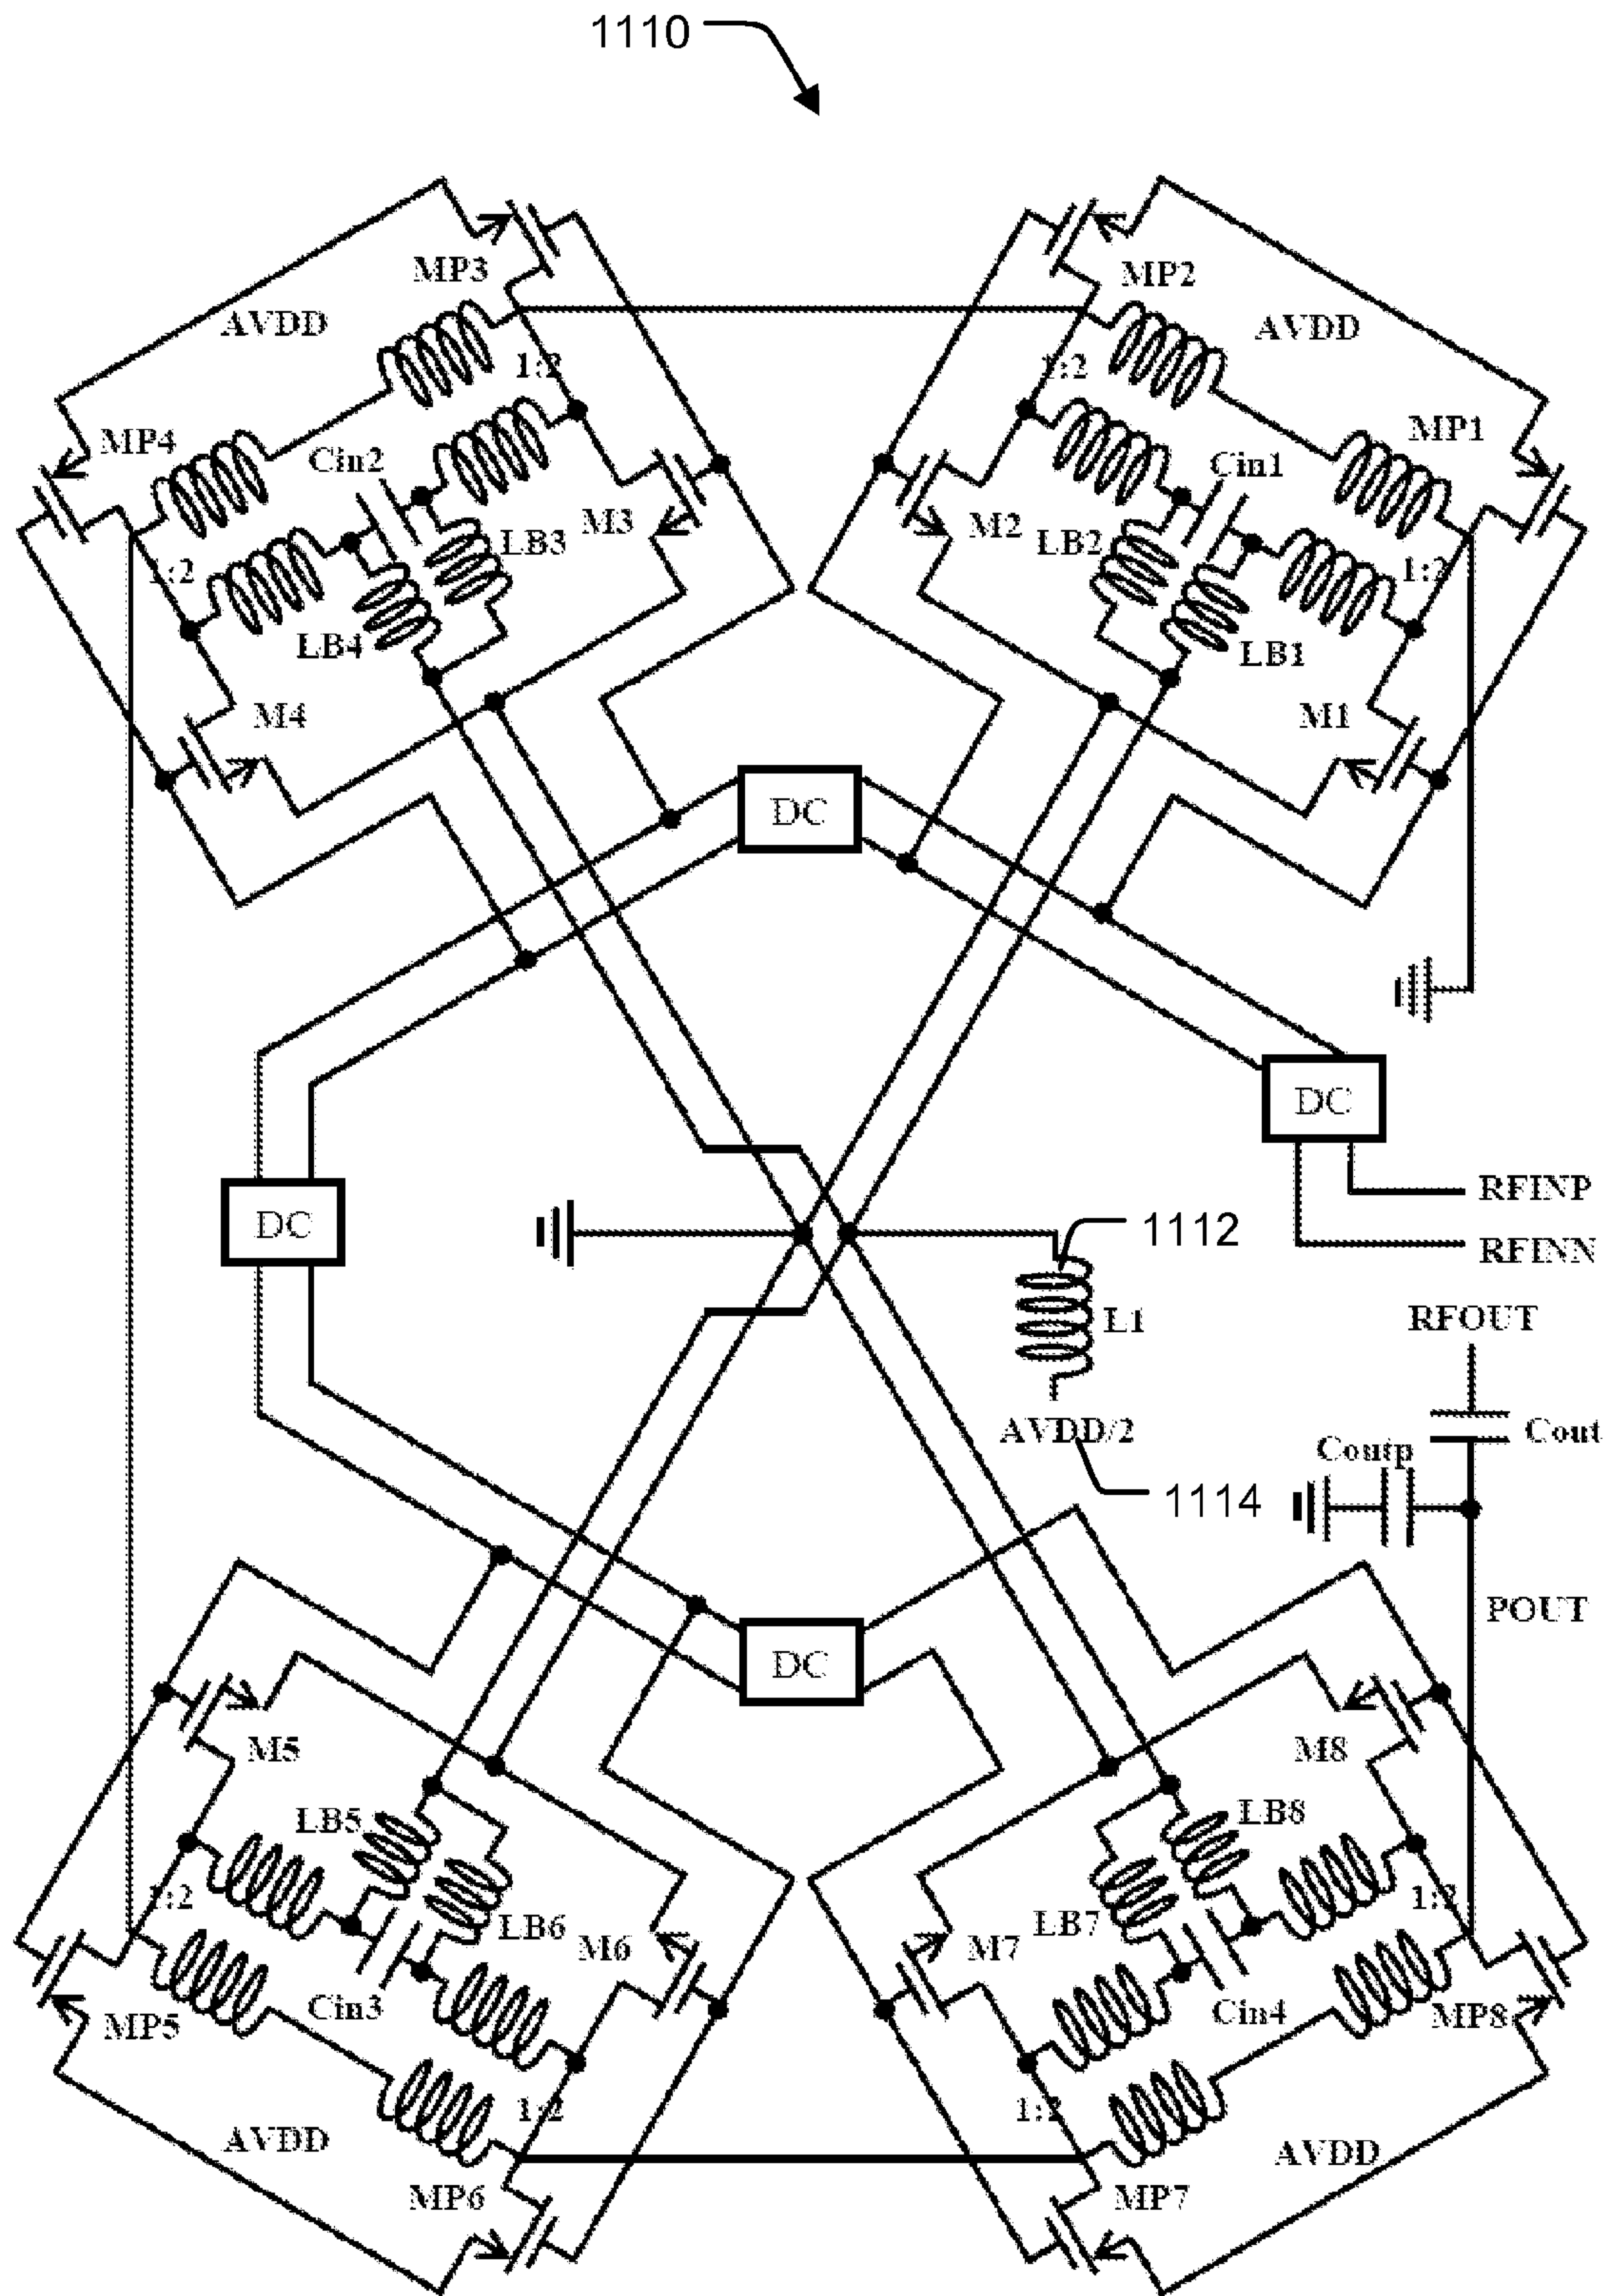 1110
MP3
MP2
AVDD
AVDD
1:2
1:2
MP4
Cin2
Cin1
MP1
M3
LB3
LB2
M2
1:2
1:2
LB4
LB1
M4
M1
DC
DC
DC
RFINP
RFINN
1112
L1
RFOUT
AVDD/2
Cout
Coutp
1114
POUT
DC
M5
M8
LB5
LB8
1:2
1:2
LB6
M6
M7
LB7
Cin3
Cin4
MP5
MP8
1:2
1:2
AVDD
AVDD
MP6
MP7